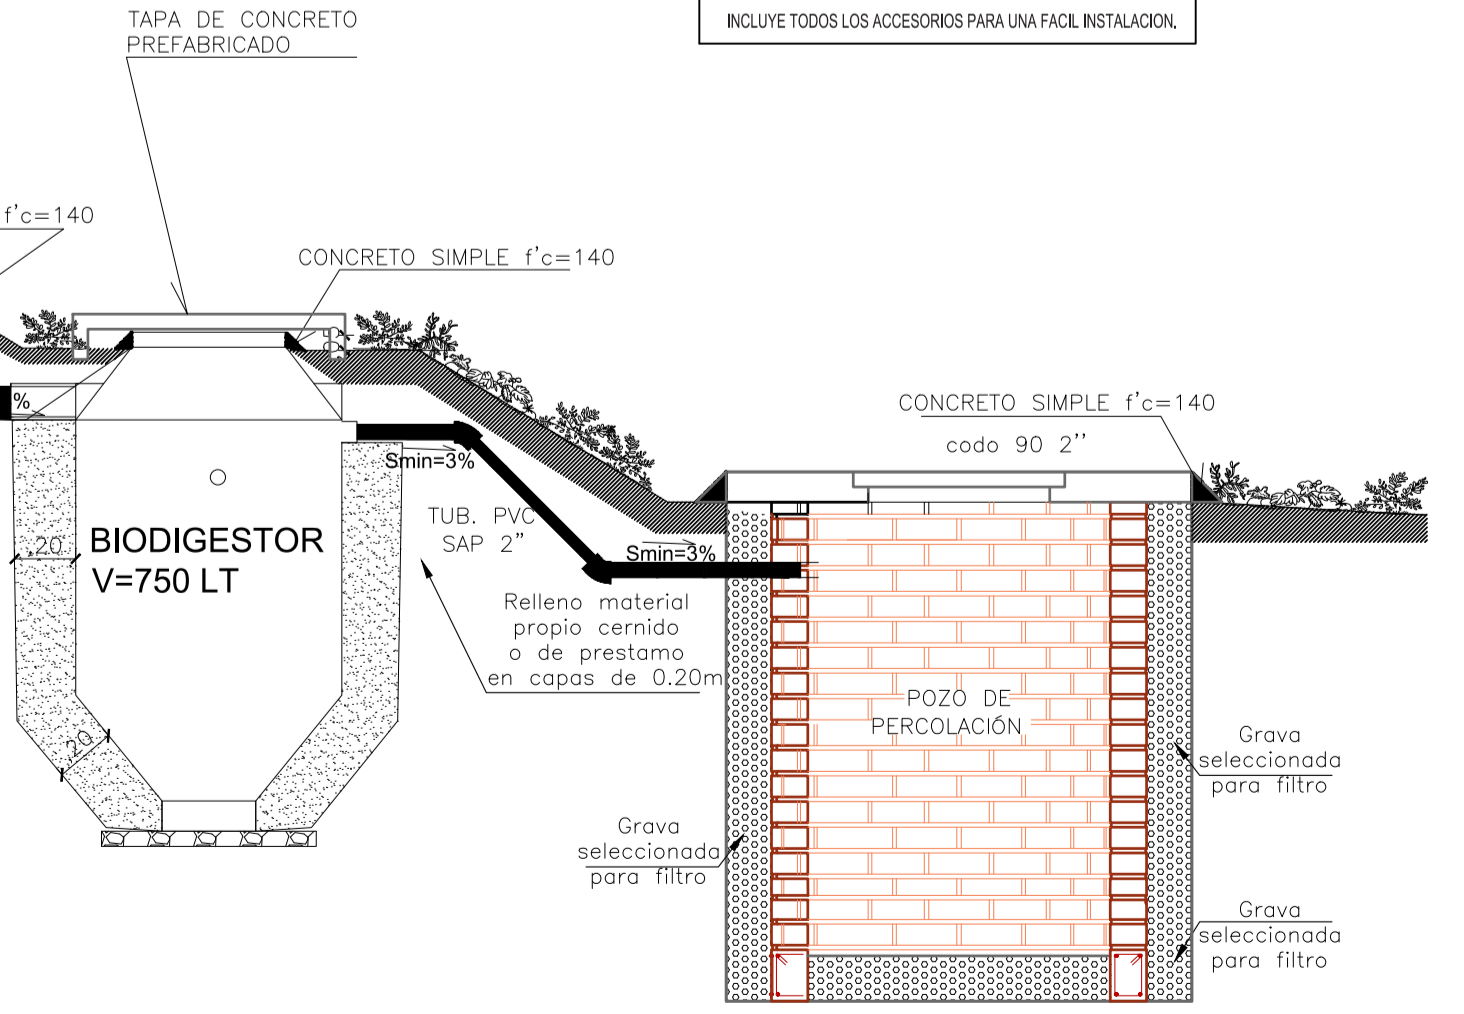 INCLUYE TODOS LOS ACCESORIOS PARA UNA FACIL INSTALACION.
TAPA DE CONCRETO
PREFABRICADO
f'c=140
CONCRETO SIMPLE f'c=140
%
CONCRETO SIMPLE f'c=140
codo 90 2''
Smin=3%
TUB. PVC
SAP 2"
Smin=3%
.20
BIODIGESTOR
V=750 LT
Relleno material
propio cernido
o de prestamo
en capas de 0.20m
.20
POZO DE
PERCOLACIÓN
Grava
seleccionada
para filtro
Grava
seleccionada
para filtro
Grava
seleccionada
para filtro